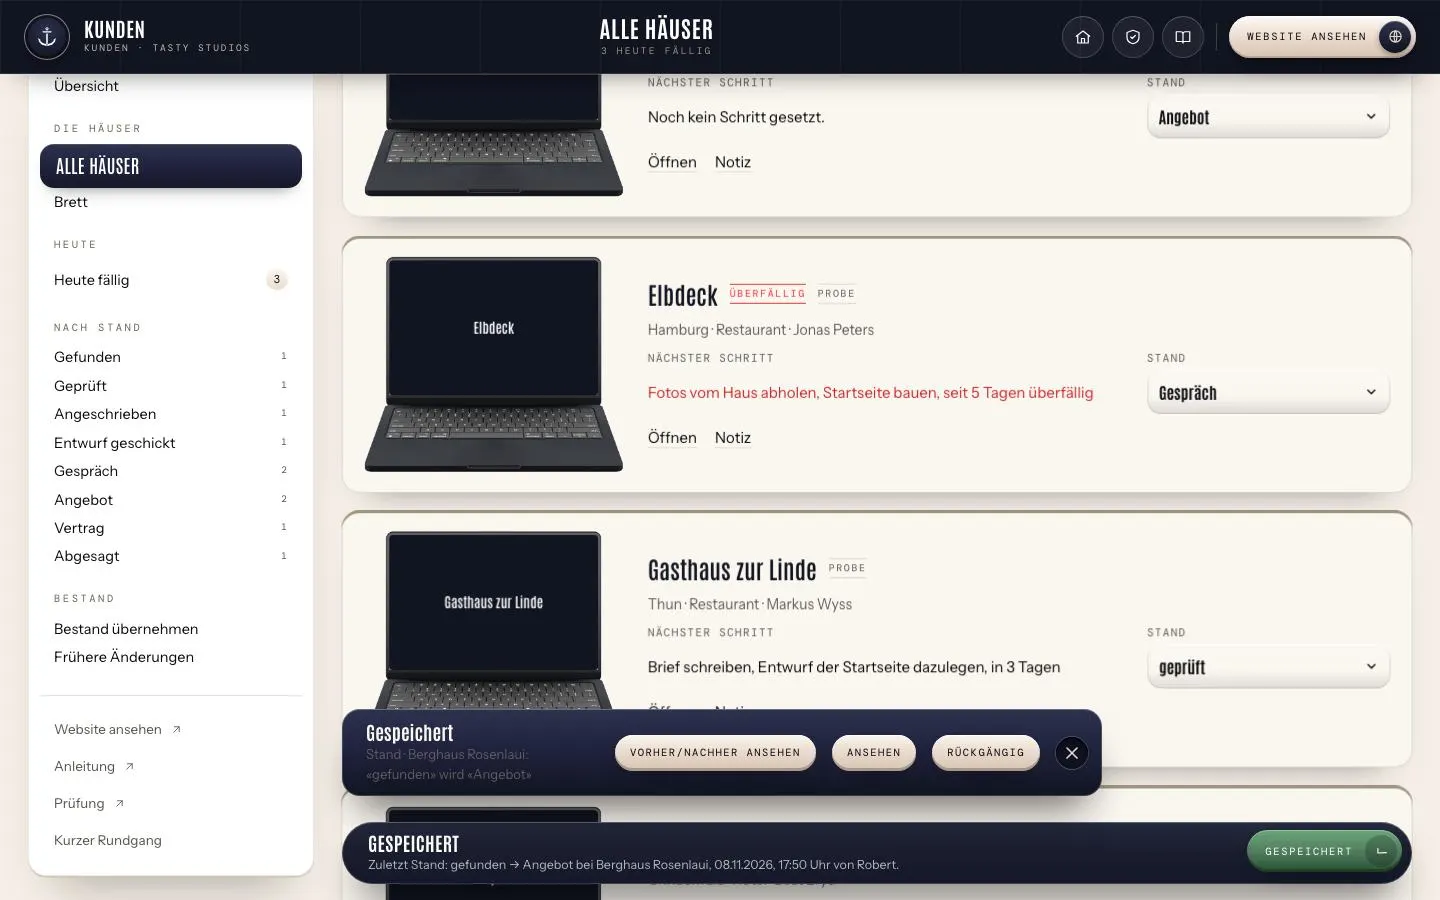 KUNDEN
KUNDEN · TASTY STUDIOS
ALLE HÄUSER
3 HEUTE FÄLLIG
WEBSITE ANSEHEN
Übersicht
DIE HÄUSER
ALLE HÄUSER
Brett
HEUTE
Heute fällig 3
NACH STAND
Gefunden 1
Geprüft 1
Angeschrieben 1
Entwurf geschickt 1
Gespräch 2
Angebot 2
Vertrag 1
Abgesagt 1
BESTAND
Bestand übernehmen
Frühere Änderungen
Website ansehen ↗
Anleitung ↗
Prüfung ↗
Kurzer Rundgang
NÄCHSTER SCHRITT
Noch kein Schritt gesetzt.
Öffnen Notiz
STAND
Angebot
Elbdeck
Elbdeck ÜBERFÄLLIG PROBE
Hamburg · Restaurant · Jonas Peters
NÄCHSTER SCHRITT
Fotos vom Haus abholen, Startseite bauen, seit 5 Tagen überfällig
Öffnen Notiz
STAND
Gespräch
Gasthaus zur Linde
Gasthaus zur Linde PROBE
Thun · Restaurant · Markus Wyss
NÄCHSTER SCHRITT
Brief schreiben, Entwurf der Startseite dazulegen, in 3 Tagen
STAND
geprüft
Gespeichert
Stand · Berghaus Rosenlaui:
«gefunden» wird «Angebot»
VORHER/NACHHER ANSEHEN
ANSEHEN
RÜCKGÄNGIG
GESPEICHERT
Zuletzt Stand: gefunden → Angebot bei Berghaus Rosenlaui, 08.11.2026, 17:50 Uhr von Robert.
GESPEICHERT